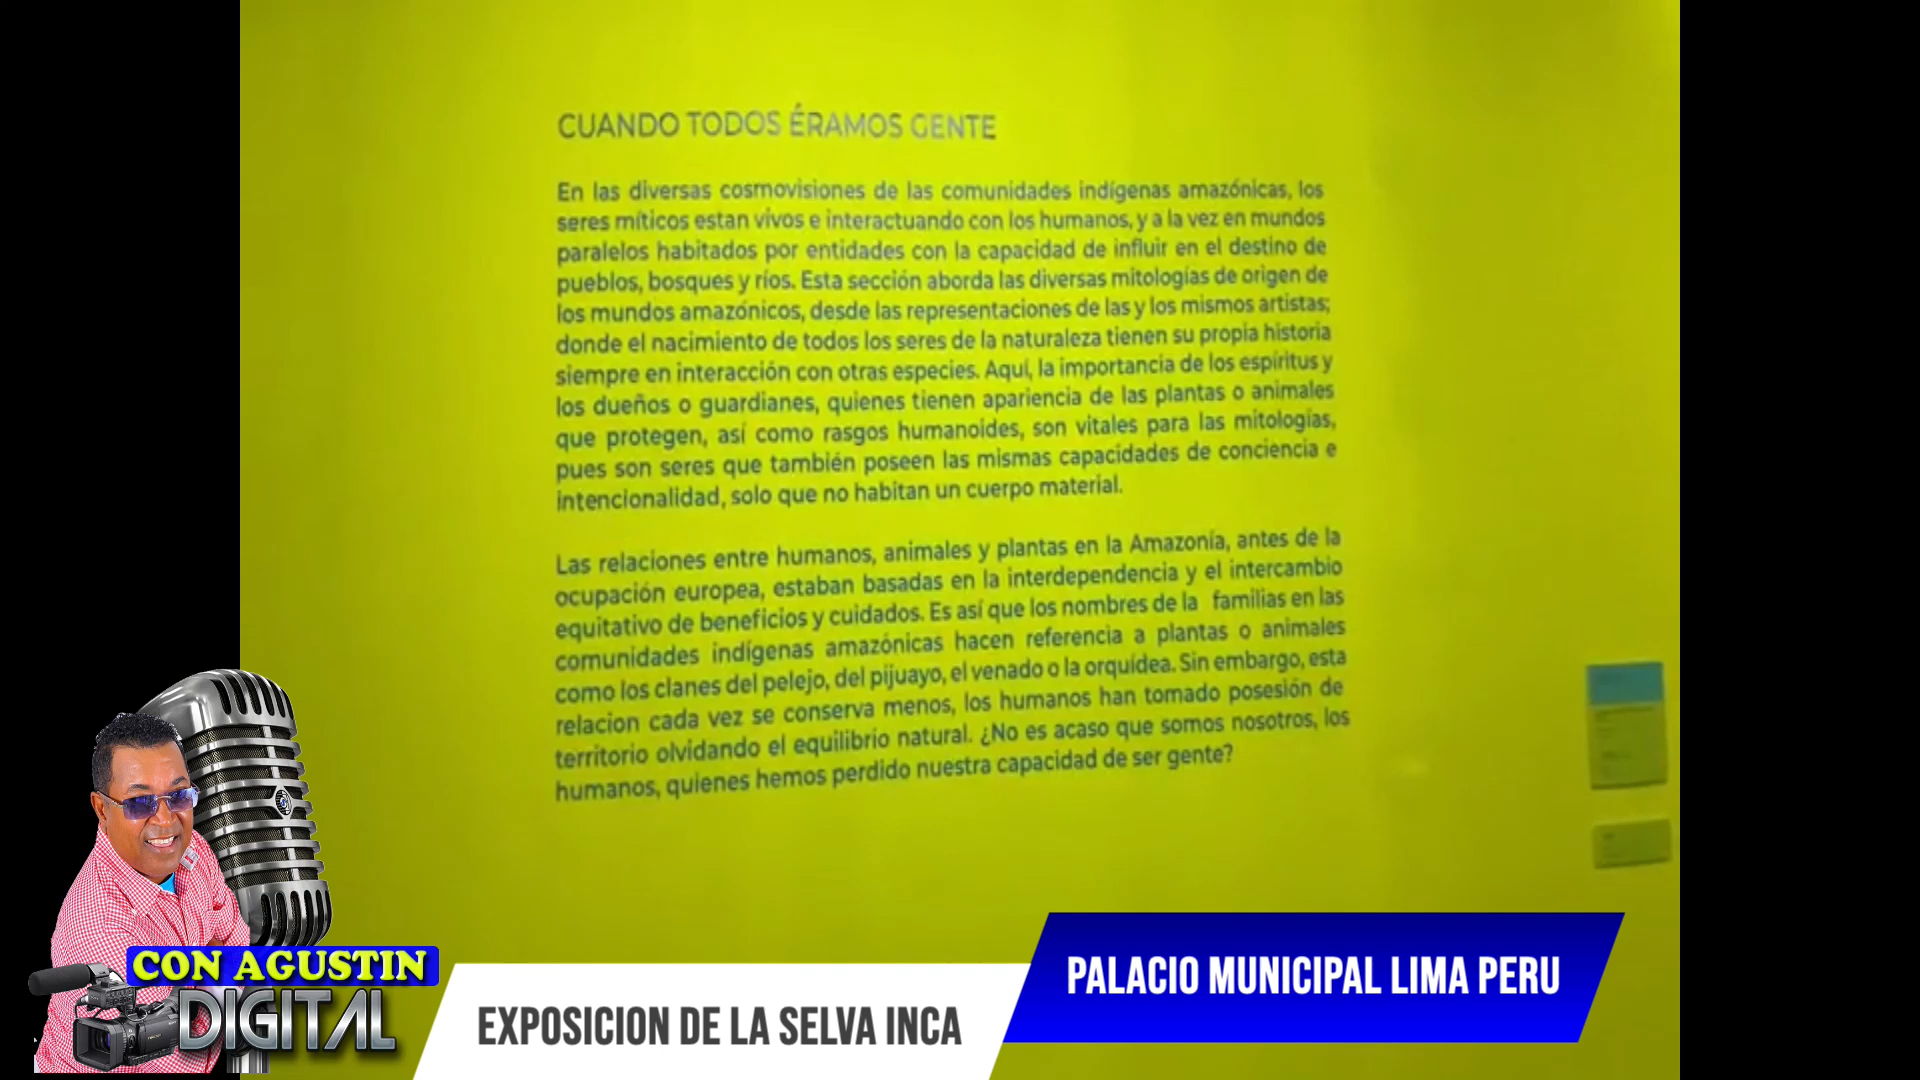 CUANDO TODOS ÉRAMOS GENTE
En las diversas cosmovisiones de las comunidades indígenas amazónicas, los
seres míticos estan vivos e interactuando con los humanos, y a la vez en mundos
paralelos habitados por entidades con la capacidad de influir en el destino de
pueblos, bosques y ríos. Esta sección aborda las diversas mitologías de origen de
los mundos amazónicos, desde las representaciones de las y los mismos artistas;
donde el nacimiento de todos los seres de la naturaleza tienen su propia historia
siempre en interacción con otras especies. Aquí, la importancia de los espíritus y
los dueños o guardianes, quienes tienen apariencia de las plantas o animales
que protegen, así como rasgos humanoides, son vitales para las mitologías,
pues son seres que también poseen las mismas capacidades de conciencia e
intencionalidad, solo que no habitan un cuerpo material.
Las relaciones entre humanos, animales y plantas en la Amazonía, antes de la
ocupación europea, estaban basadas en la interdependencia y el intercambio
equitativo de beneficios y cuidados. Es así que los nombres de la familias en las
comunidades indígenas amazónicas hacen referencia a plantas o animales
como los clanes del pelejo, del pijuayo, el venado o la orquídea. Sin embargo, esta
relacion cada vez se conserva menos, los humanos han tomado posesión de
territorio olvidando el equilibrio natural. ¿No es acaso que somos nosotros, los
humanos, quienes hemos perdido nuestra capacidad de ser gente?
CON AGUSTIN
DIGITAL
EXPOSICION DE LA SELVA INCA
PALACIO MUNICIPAL LIMA PERU